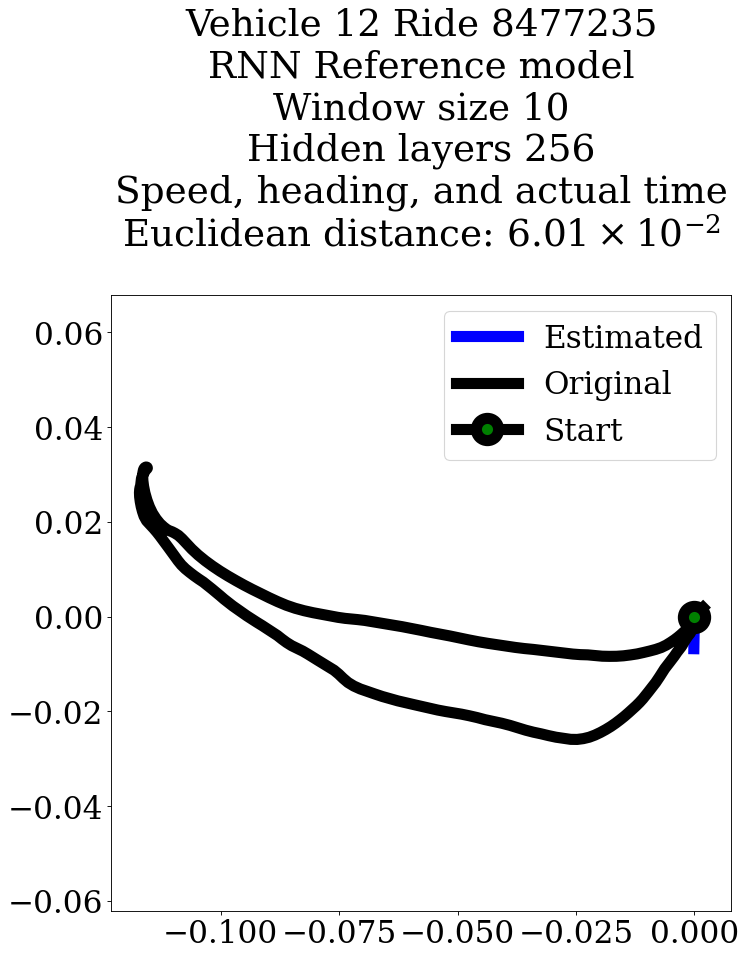 Vehicle 12 Ride 8477235
RNN Reference model
Window size 10
Hidden layers 256
Speed, heading, and actual time
Euclidean distance: 6.01 × 10⁻²
Estimated
Original
Start
0.06
0.04
0.02
0.00
−0.02
−0.04
−0.06
−0.100 −0.075 −0.050 −0.025 0.000